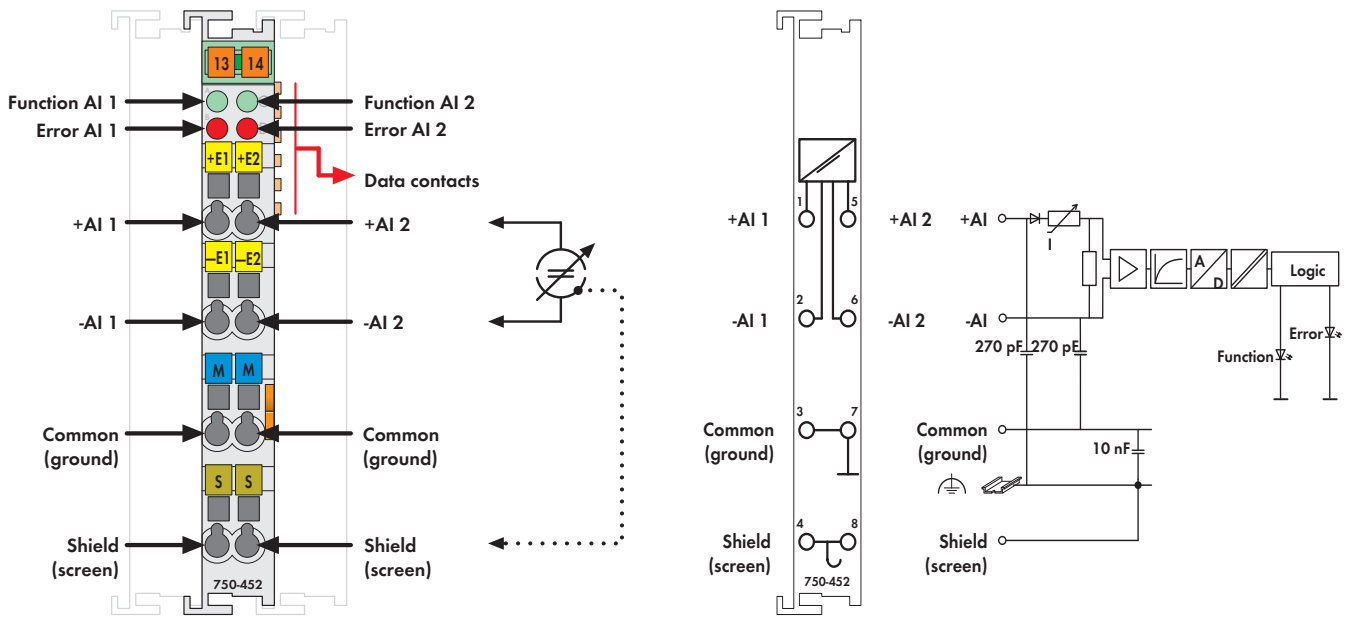 13 14
A C
Function AI 1
Function AI 2
B D
Error AI 1
Error AI 2
+E1 +E2
Data contacts
+AI 1
+AI 2
–E1 –E2
-AI 1
-AI 2
M M
Common
(ground)
Common
(ground)
S S
Shield
(screen)
Shield
(screen)
750-452
1 5
+AI 1
+AI 2
2 6
-AI 1
-AI 2
3 7
Common
(ground)
4 8
Shield
(screen)
750-452
+AI
I
A
D
Logic
-AI
270 pF 270 pF
Function
Error
Common
(ground)
10 nF
Shield
(screen)